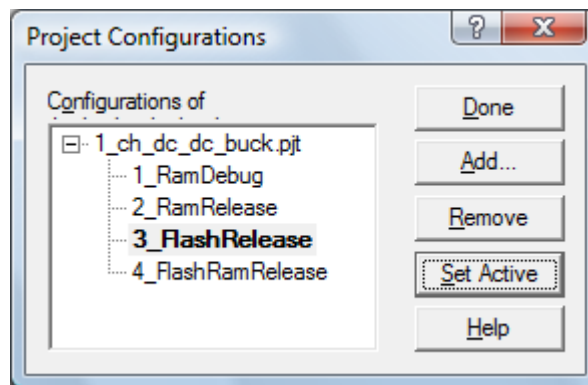 Project Configurations
Configurations of
1_ch_dc_dc_buck.pjt
1_RamDebug
2_RamRelease
3_FlashRelease
4_FlashRamRelease
Done
Add...
Remove
Set Active
Help